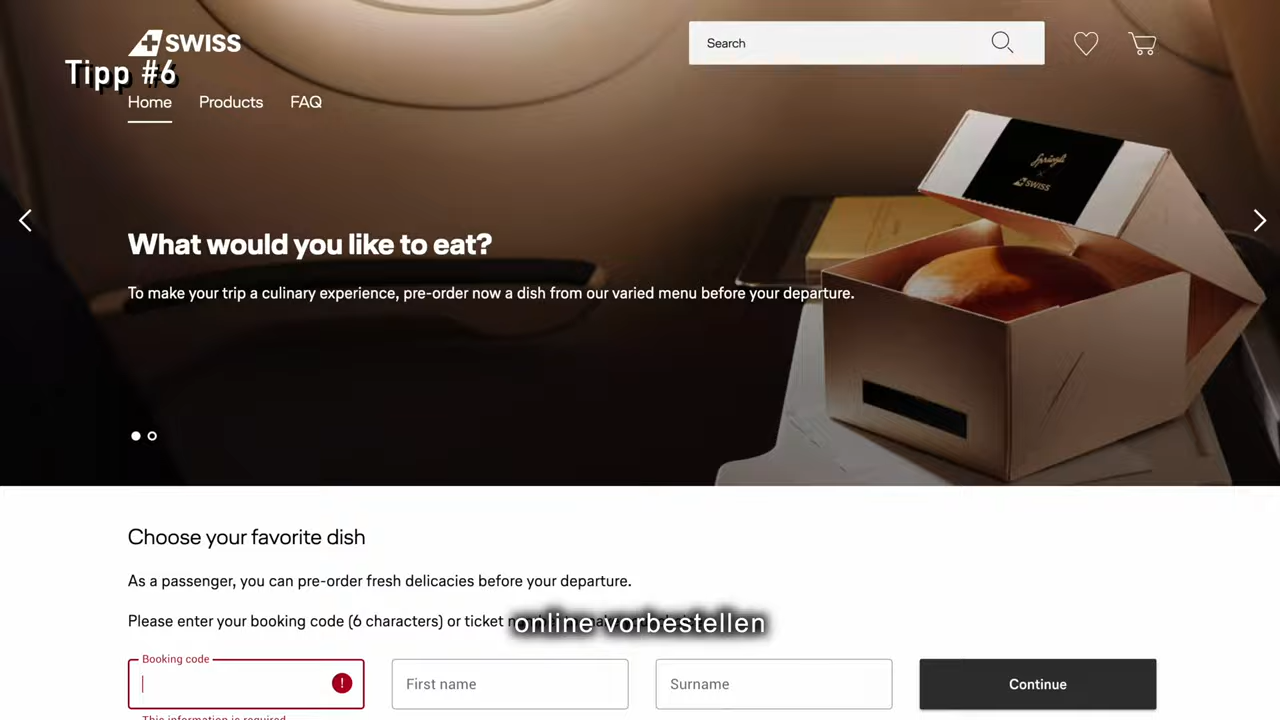 SWISS
Search
Tipp #6
Home Products FAQ
Sprüngli
x
SWISS
What would you like to eat?
To make your trip a culinary experience, pre-order now a dish from our varied menu before your departure.
Choose your favorite dish
As a passenger, you can pre-order fresh delicacies before your departure.
Please enter your booking code (6 characters) or ticket
online vorbestellen
Booking code
First name
Surname
Continue
This information is required